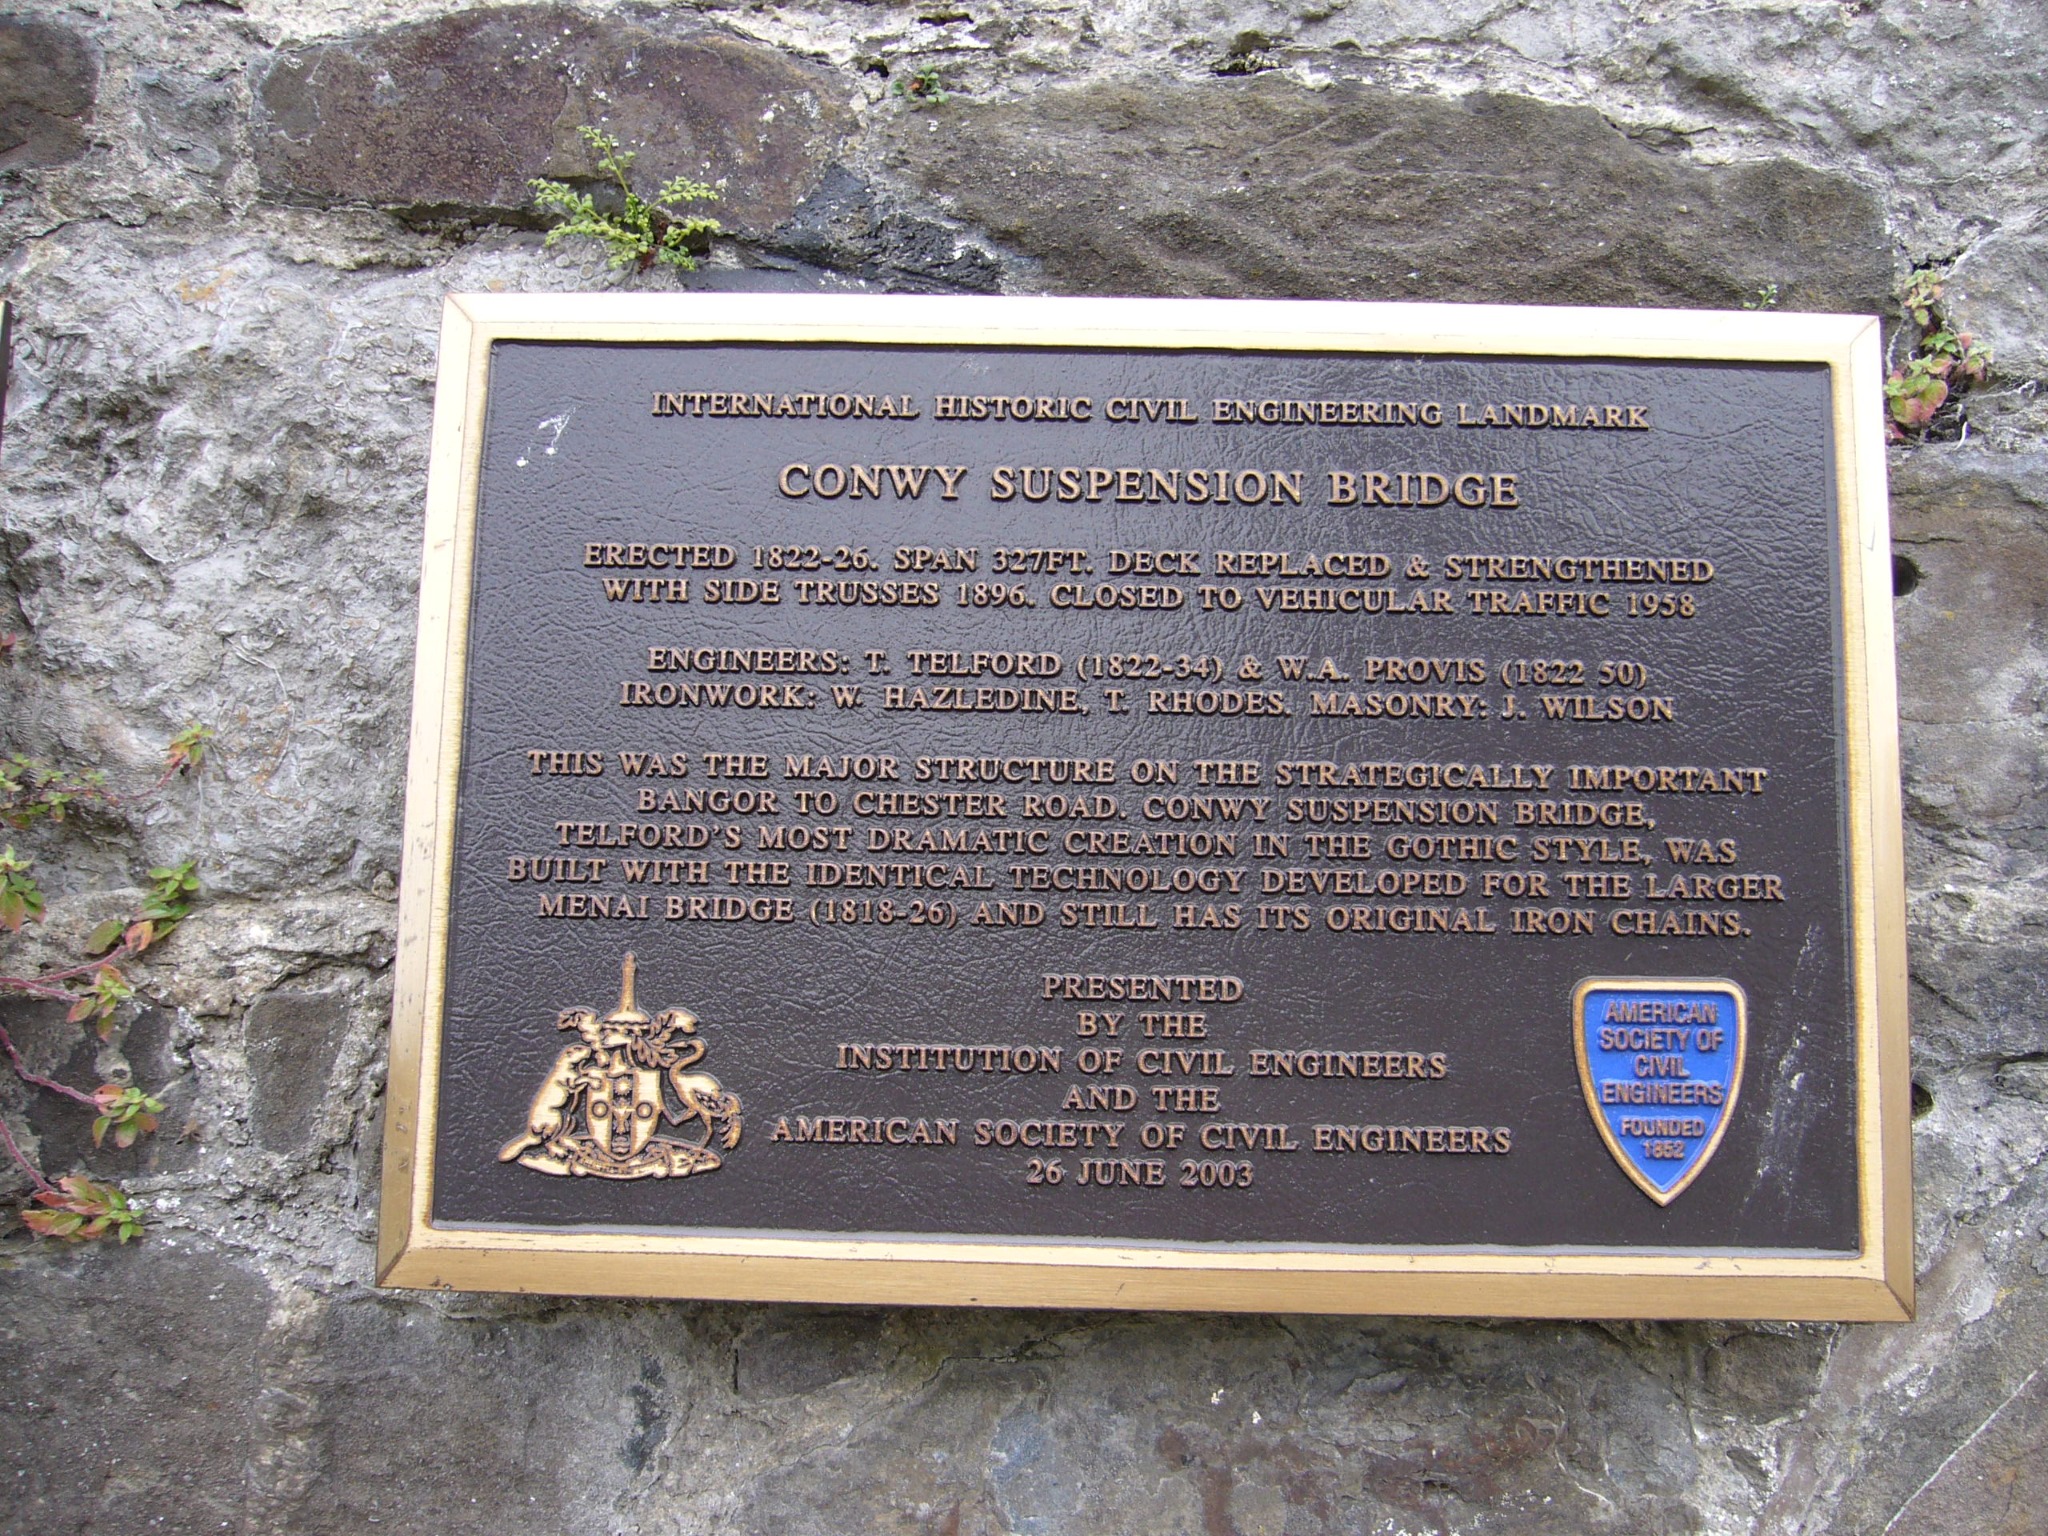 INTERNATIONAL HISTORIC CIVIL ENGINEERING LANDMARK
CONWY SUSPENSION BRIDGE
ERECTED 1822-26. SPAN 327FT. DECK REPLACED & STRENGTHENED
WITH SIDE TRUSSES 1896. CLOSED TO VEHICULAR TRAFFIC 1958
ENGINEERS: T. TELFORD (1822-34) & W.A. PROVIS (1822 50)
IRONWORK: W. HAZLEDINE, T. RHODES. MASONRY: J. WILSON
THIS WAS THE MAJOR STRUCTURE ON THE STRATEGICALLY IMPORTANT
BANGOR TO CHESTER ROAD. CONWY SUSPENSION BRIDGE,
TELFORD'S MOST DRAMATIC CREATION IN THE GOTHIC STYLE, WAS
BUILT WITH THE IDENTICAL TECHNOLOGY DEVELOPED FOR THE LARGER
MENAI BRIDGE (1818-26) AND STILL HAS ITS ORIGINAL IRON CHAINS.
PRESENTED
BY THE
INSTITUTION OF CIVIL ENGINEERS
AND THE
AMERICAN SOCIETY OF CIVIL ENGINEERS
26 JUNE 2003
AMERICAN
SOCIETY OF
CIVIL
ENGINEERS
FOUNDED
1852